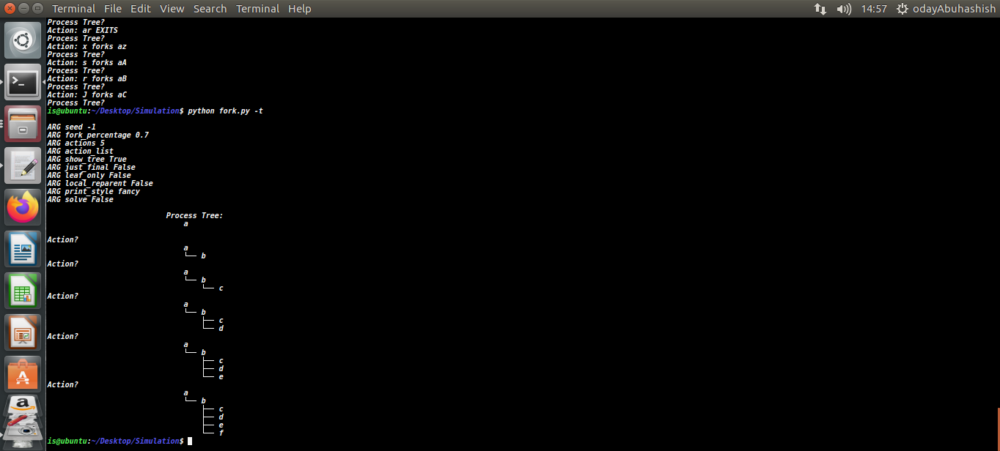 Terminal File Edit View Search Terminal Help 14:57 odayAbuhashish
Process Tree?
Action: ar EXITS
Process Tree?
Action: x forks az
Process Tree?
Action: s forks aA
Process Tree?
Action: r forks aB
Process Tree?
Action: J forks aC
Process Tree?
is@ubuntu:~/Desktop/Simulation$ python fork.py -t
ARG seed -1
ARG fork_percentage 0.7
ARG actions 5
ARG action_list
ARG show_tree True
ARG just_final False
ARG leaf_only False
ARG local_reparent False
ARG print_style fancy
ARG solve False
Process Tree:
a
Action?
a
└── b
Action?
a
└── b
└── c
Action?
a
└── b
├── c
└── d
Action?
a
└── b
├── c
├── d
└── e
Action?
a
└── b
├── c
├── d
├── e
└── f
is@ubuntu:~/Desktop/Simulation$